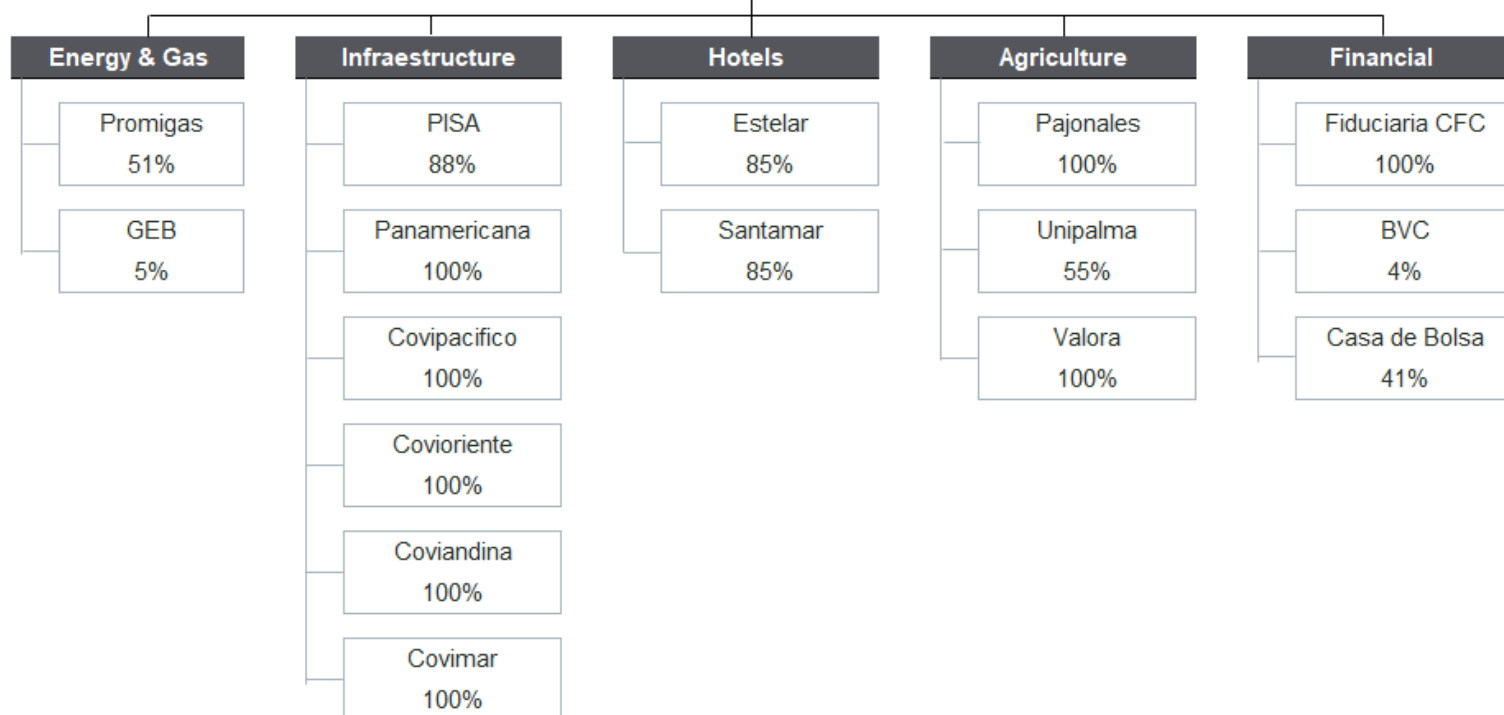 Energy & Gas
Promigas
51%
GEB
5%
Infraestructure
PISA
88%
Panamericana
100%
Covipacifico
100%
Covioriente
100%
Coviandina
100%
Covimar
100%
Hotels
Estelar
85%
Santamar
85%
Agriculture
Pajonales
100%
Unipalma
55%
Valora
100%
Financial
Fiduciaria CFC
100%
BVC
4%
Casa de Bolsa
41%